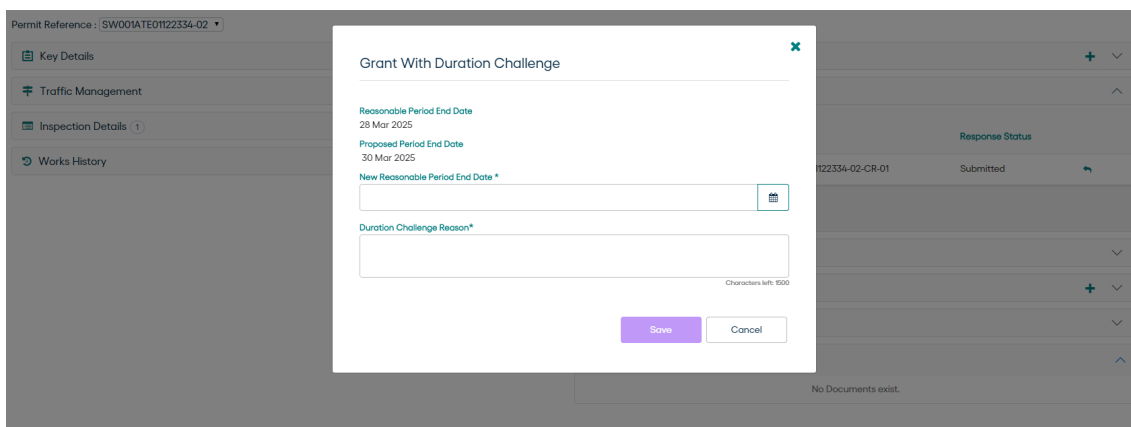 Permit Reference : SW001ATE01122334-02
Key Details
Traffic Management
Inspection Details 1
Works History
Grant With Duration Challenge
Reasonable Period End Date
28 Mar 2025
Proposed Period End Date
30 Mar 2025
New Reasonable Period End Date *
Duration Challenge Reason*
Characters left: 1500
Save
Cancel
Response Status
1122334-02-CR-01
Submitted
No Documents exist.